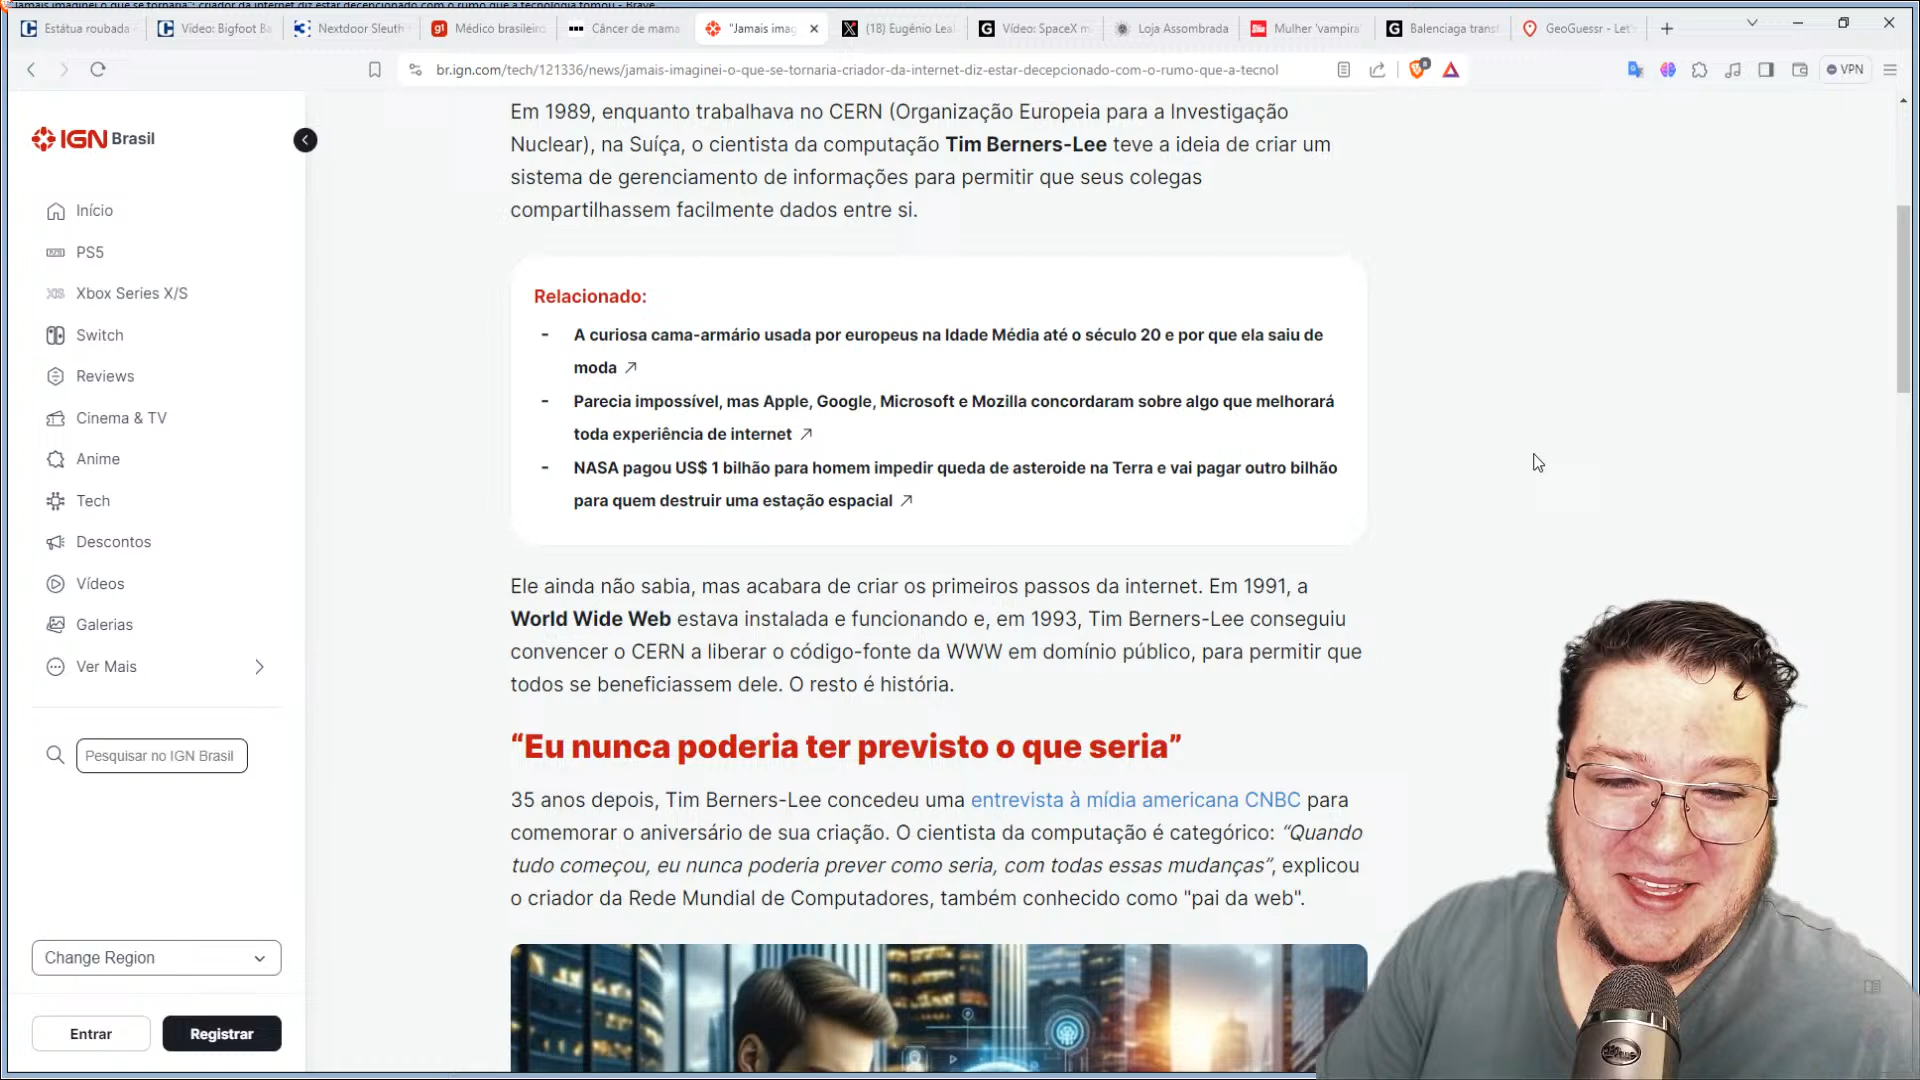 "Jamais imaginei o que se tornaria": criador da internet diz estar decepcionado com o rumo que a tecnologia tomou - Brave
Estátua roubada
Vídeo: Bigfoot Ba
Nextdoor Sleuth
Médico brasileiro
Câncer de mama
"Jamais imag
(18) Eugênio Leal
Vídeo: SpaceX m
Loja Assombrada
Mulher 'vampira'
Balenciaga transf
GeoGuessr - Let's
br.ign.com/tech/121336/news/jamais-imaginei-o-que-se-tornaria-criador-da-internet-diz-estar-decepcionado-com-o-rumo-que-a-tecnol
VPN
IGN Brasil
Início
PS5
Xbox Series X/S
Switch
Reviews
Cinema & TV
Anime
Tech
Descontos
Vídeos
Galerias
Ver Mais
Pesquisar no IGN Brasil
Change Region
Entrar
Registrar
Em 1989, enquanto trabalhava no CERN (Organização Europeia para a Investigação
Nuclear), na Suíça, o cientista da computação Tim Berners-Lee teve a ideia de criar um
sistema de gerenciamento de informações para permitir que seus colegas
compartilhassem facilmente dados entre si.
Relacionado:
- A curiosa cama-armário usada por europeus na Idade Média até o século 20 e por que ela saiu de
moda
- Parecia impossível, mas Apple, Google, Microsoft e Mozilla concordaram sobre algo que melhorará
toda experiência de internet
- NASA pagou US$ 1 bilhão para homem impedir queda de asteroide na Terra e vai pagar outro bilhão
para quem destruir uma estação espacial
Ele ainda não sabia, mas acabara de criar os primeiros passos da internet. Em 1991, a
World Wide Web estava instalada e funcionando e, em 1993, Tim Berners-Lee conseguiu
convencer o CERN a liberar o código-fonte da WWW em domínio público, para permitir que
todos se beneficiassem dele. O resto é história.
“Eu nunca poderia ter previsto o que seria”
35 anos depois, Tim Berners-Lee concedeu uma entrevista à mídia americana CNBC para
comemorar o aniversário de sua criação. O cientista da computação é categórico: “Quando
tudo começou, eu nunca poderia prever como seria, com todas essas mudanças”, explicou
o criador da Rede Mundial de Computadores, também conhecido como "pai da web".